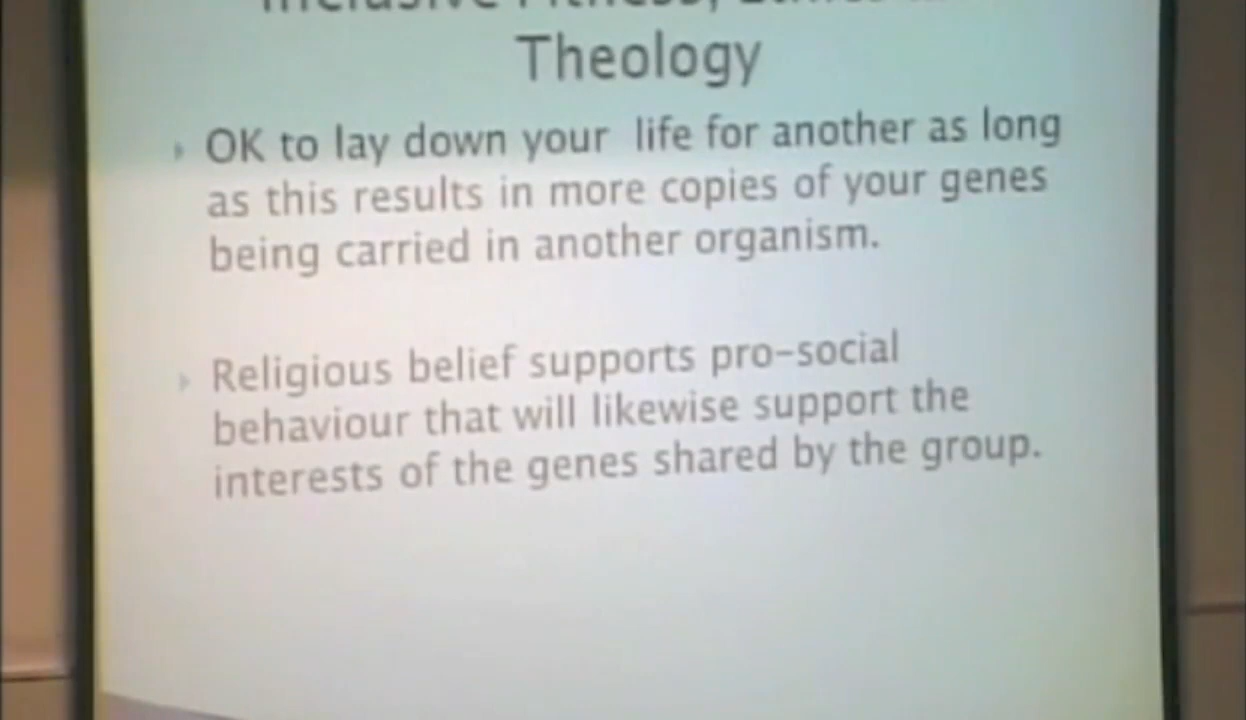 Inclusive Fitness,
Theology
OK to lay down your life for another as long
as this results in more copies of your genes
being carried in another organism.
Religious belief supports pro-social
behaviour that will likewise support the
interests of the genes shared by the group.